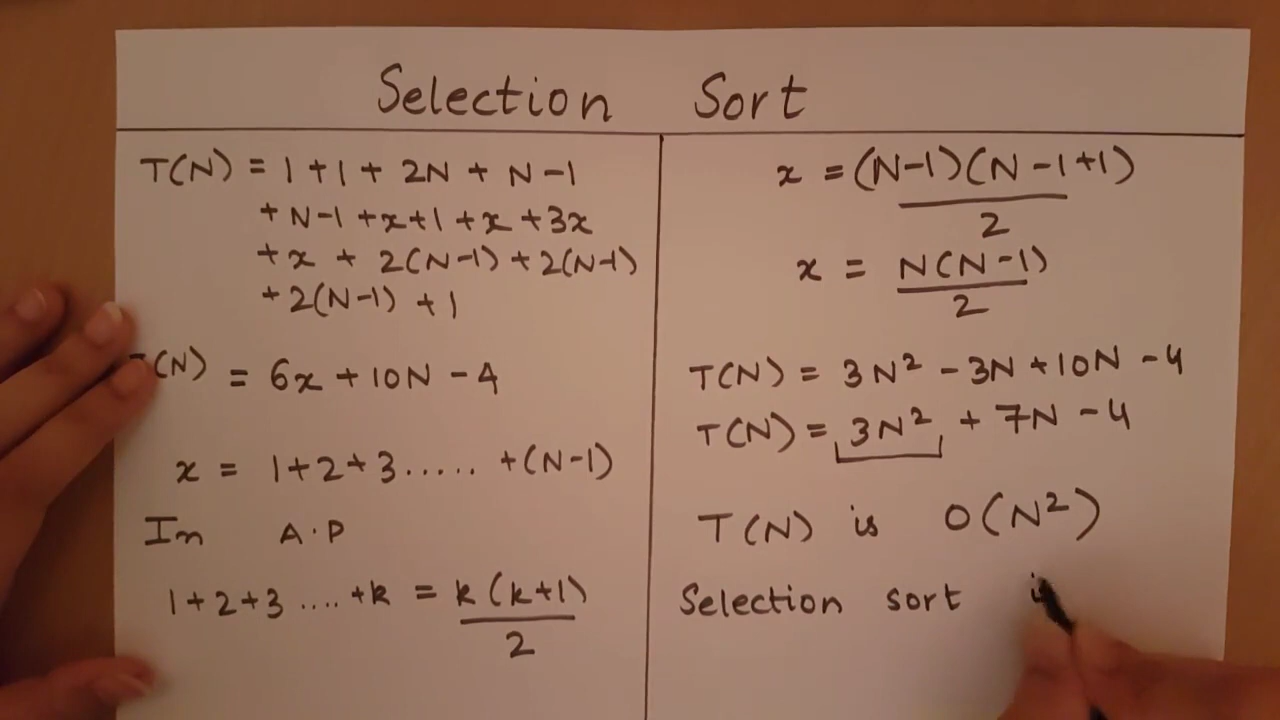 Selection Sort
T(N) = 1 + 1 + 2N + N - 1
+ N - 1 + x + 1 + x + 3x
+ x + 2(N-1) + 2(N-1)
+ 2(N-1) + 1
T(N) = 6x + 10N - 4
x = 1 + 2 + 3 ..... + (N-1)
In A.P
1 + 2 + 3 .... + k = k(k+1)
2
x = (N-1)(N-1+1)
2
x = N(N-1)
2
T(N) = 3N² - 3N + 10N - 4
T(N) = 3N² + 7N - 4
T(N) is O(N²)
Selection sort